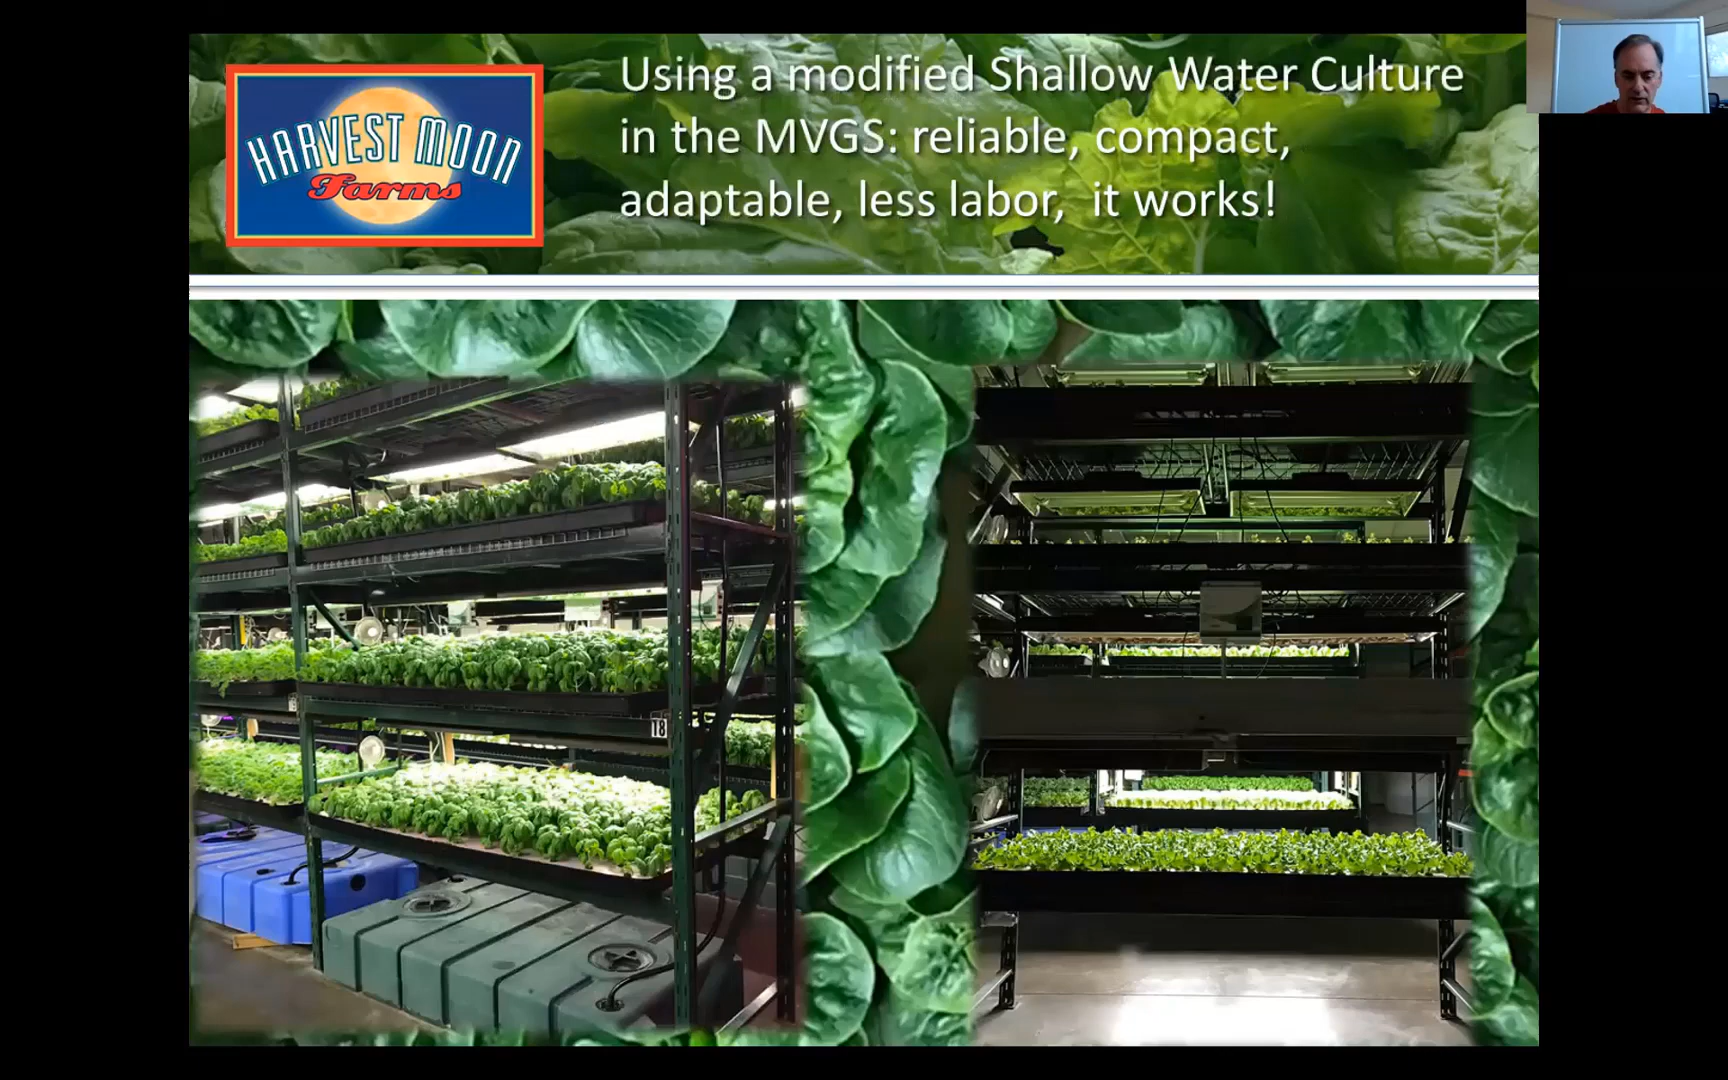 HARVEST MOON
Farms
Using a modified Shallow Water Culture
in the MVGS: reliable, compact,
adaptable, less labor, it works!
18